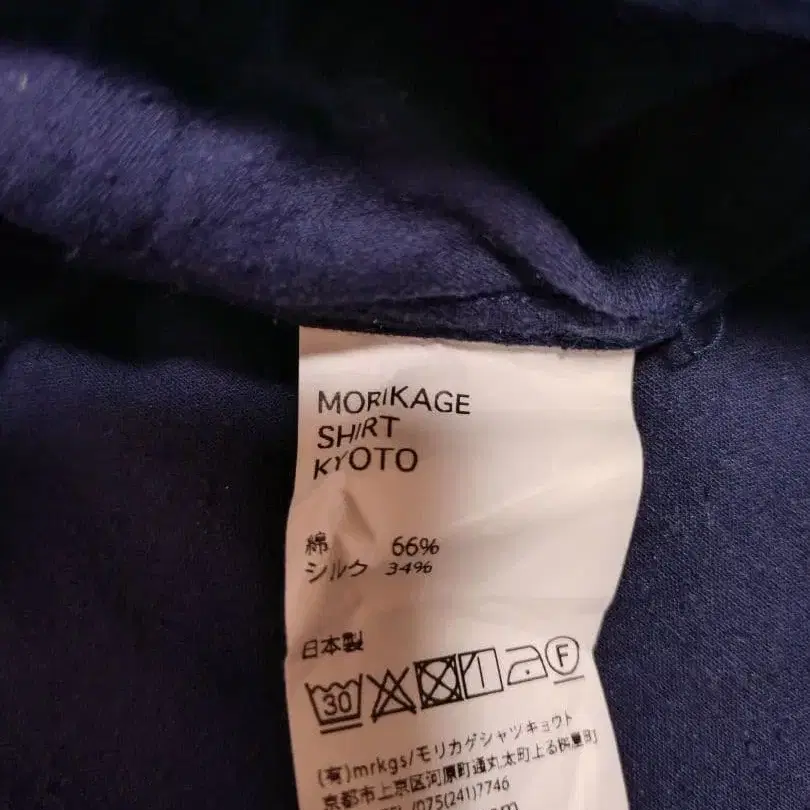 MORIKAGE
SHIRT
KYOTO
綿 66%
シルク 34%
日本製
30 F
(有)mrkgs/モリカゲシャツキョウト
京都市上京区河原町通丸太町上る桝屋町
/075(241)7746